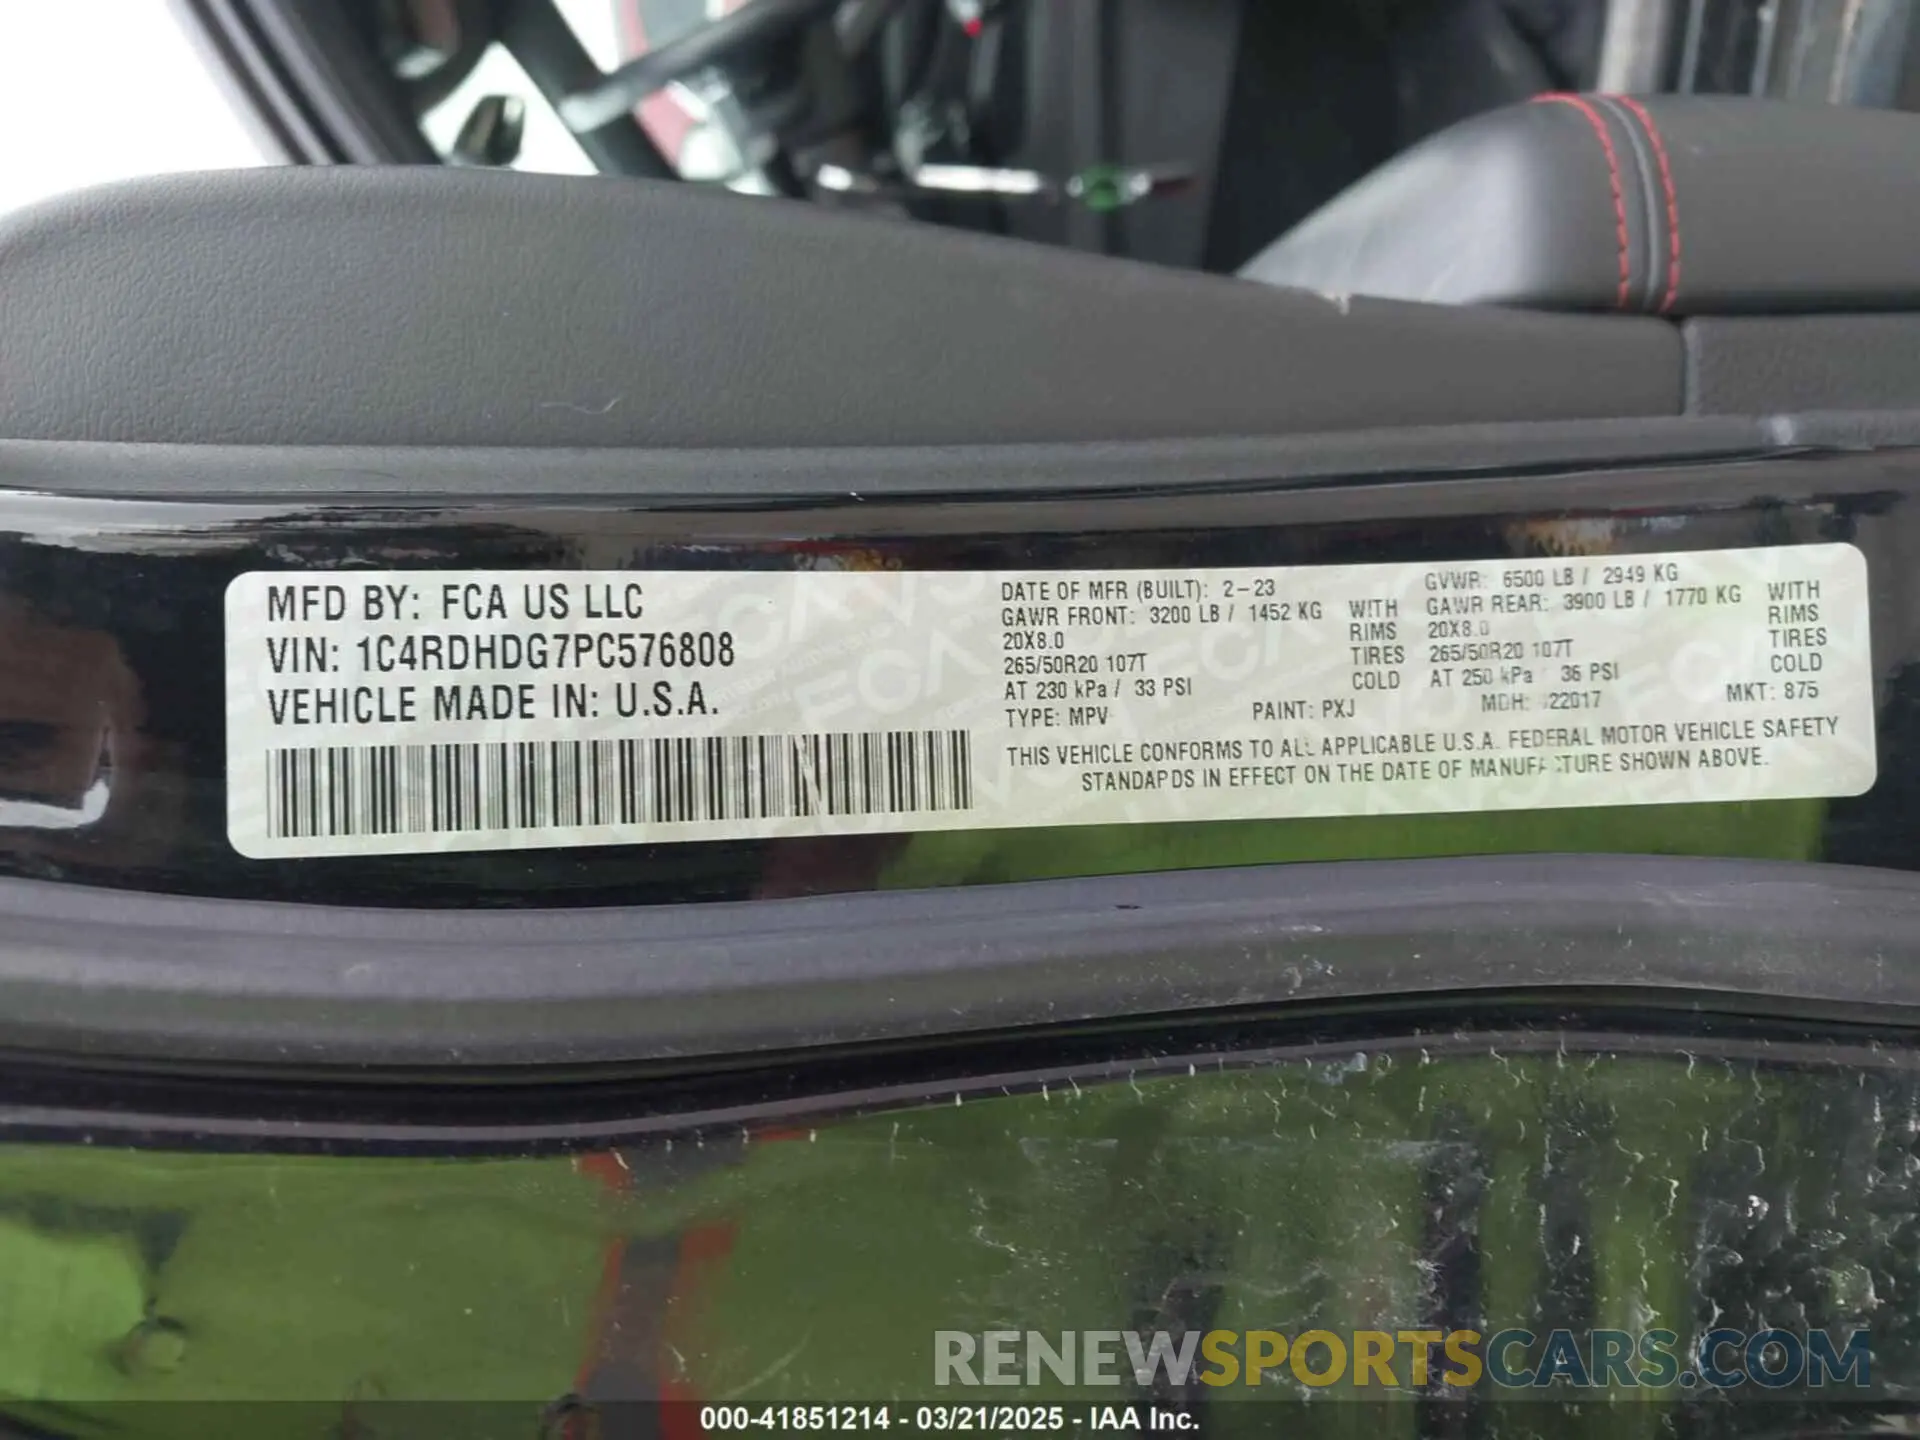 MFD BY: FCA US LLC
VIN: 1C4RDHDG7PC576808
VEHICLE MADE IN: U.S.A.
DATE OF MFR (BUILT): 2-23
GAWR FRONT: 3200 LB / 1452 KG WITH
20X8.0 RIMS
265/50R20 107T TIRES
AT 230 kPa / 33 PSI COLD
GVWR: 6500 LB / 2949 KG
GAWR REAR: 3900 LB / 1770 KG WITH
20X8.0 RIMS
265/50R20 107T TIRES
AT 250 kPa 36 PSI COLD
TYPE: MPV PAINT: PXJ MDH: 22017 MKT: 875
THIS VEHICLE CONFORMS TO ALL APPLICABLE U.S.A. FEDERAL MOTOR VEHICLE SAFETY
STANDARDS IN EFFECT ON THE DATE OF MANUFACTURE SHOWN ABOVE.
RENEWSPORTSCARS.COM
000-41851214 - 03/21/2025 - IAA Inc.